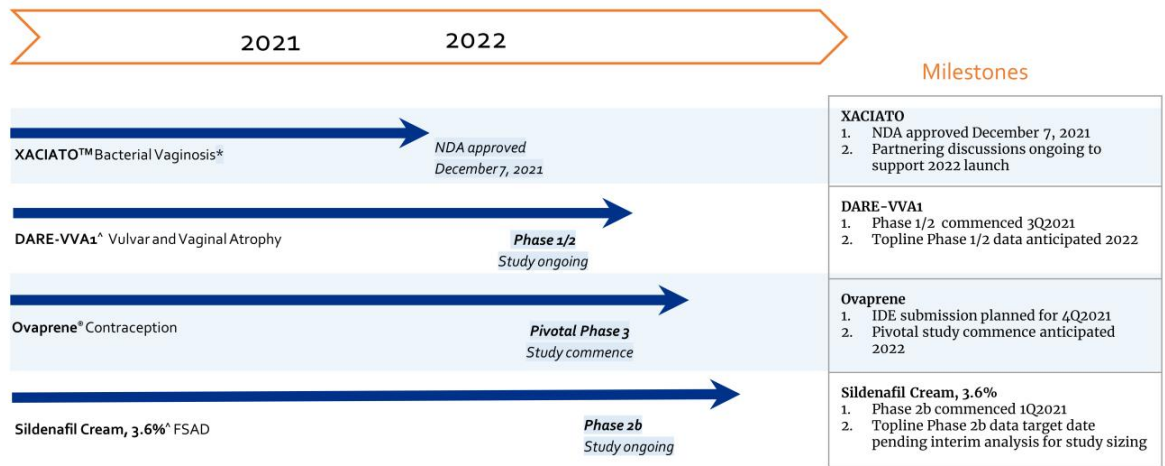 2021 2022
Milestones
XACIATO™ Bacterial Vaginosis*
NDA approved
December 7, 2021
XACIATO
1. NDA approved December 7, 2021
2. Partnering discussions ongoing to
support 2022 launch
DARE-VVA1^ Vulvar and Vaginal Atrophy
Phase 1/2
Study ongoing
DARE-VVA1
1. Phase 1/2 commenced 3Q2021
2. Topline Phase 1/2 data anticipated 2022
Ovaprene® Contraception
Pivotal Phase 3
Study commence
Ovaprene
1. IDE submission planned for 4Q2021
2. Pivotal study commence anticipated
2022
Sildenafil Cream, 3.6%^ FSAD
Phase 2b
Study ongoing
Sildenafil Cream, 3.6%
1. Phase 2b commenced 1Q2021
2. Topline Phase 2b data target date
pending interim analysis for study sizing